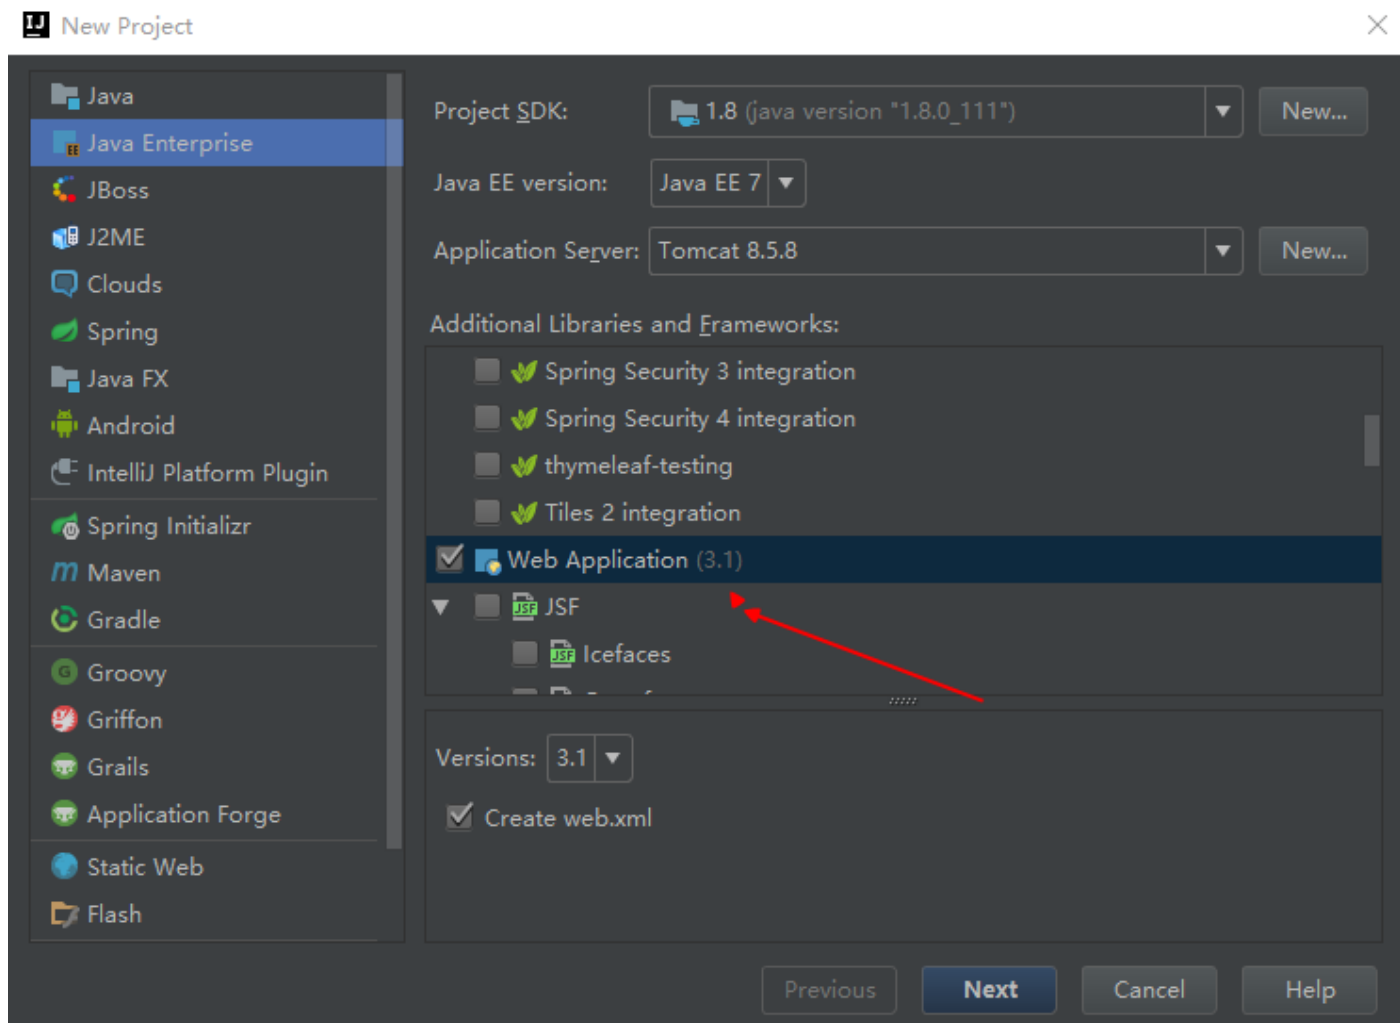 New Project
Java
Java Enterprise
JBoss
J2ME
Clouds
Spring
Java FX
Android
IntelliJ Platform Plugin
Spring Initializr
Maven
Gradle
Groovy
Griffon
Grails
Application Forge
Static Web
Flash
Project SDK: 1.8 (java version "1.8.0_111") New...
Java EE version: Java EE 7
Application Server: Tomcat 8.5.8 New...
Additional Libraries and Frameworks:
Spring Security 3 integration
Spring Security 4 integration
thymeleaf-testing
Tiles 2 integration
Web Application (3.1)
JSF
Icefaces
Versions: 3.1
Create web.xml
Previous Next Cancel Help